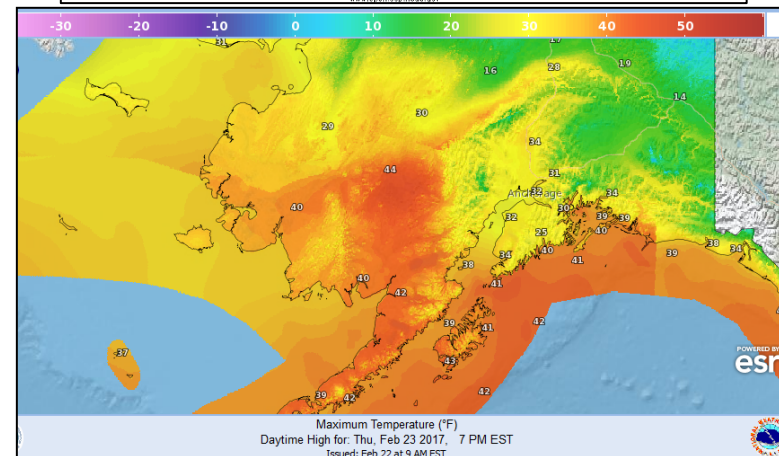 -30 -20 -10 0 10 20 30 40 50
31 17
16 28 19
14
30
29
34
44 31
Anchorage
32 34
40 30 39 39
32
25 40
40 38
34 41 39 34
38
40 41
42
42
39 41
37
POWERED BY
esri
43
39 42 42
Maximum Temperature (°F)
Daytime High for: Thu, Feb 23 2017, 7 PM EST
Issued: Feb 22 at 9 AM EST